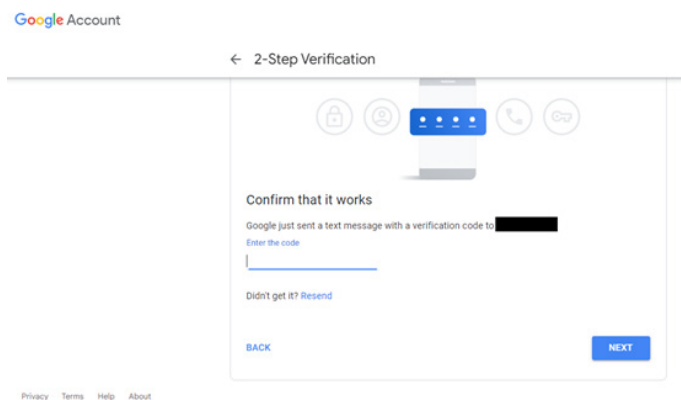 Google Account
← 2-Step Verification
Confirm that it works
Google just sent a text message with a verification code to
Enter the code
Didn't get it? Resend
BACK
NEXT
Privacy Terms Help About